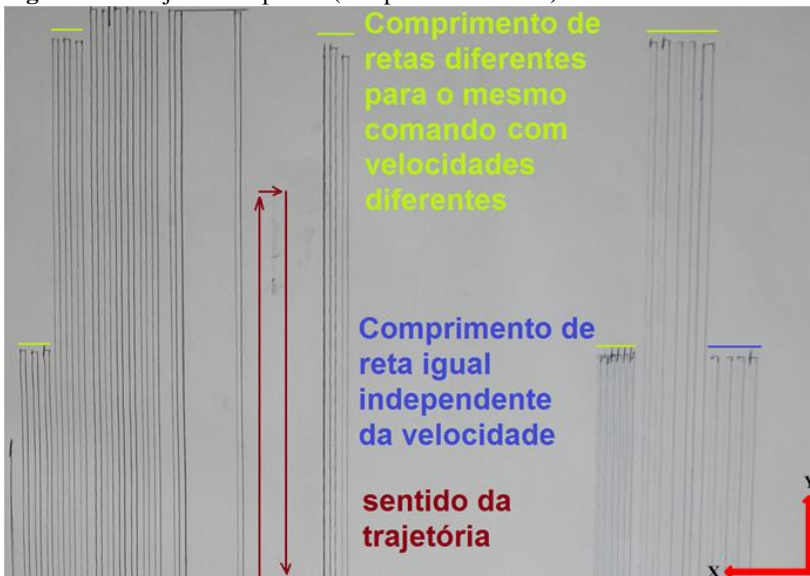 Comprimento de
retas diferentes
para o mesmo
comando com
velocidades
diferentes
Comprimento de
reta igual
independente
da velocidade
sentido da
trajetória
Y
X